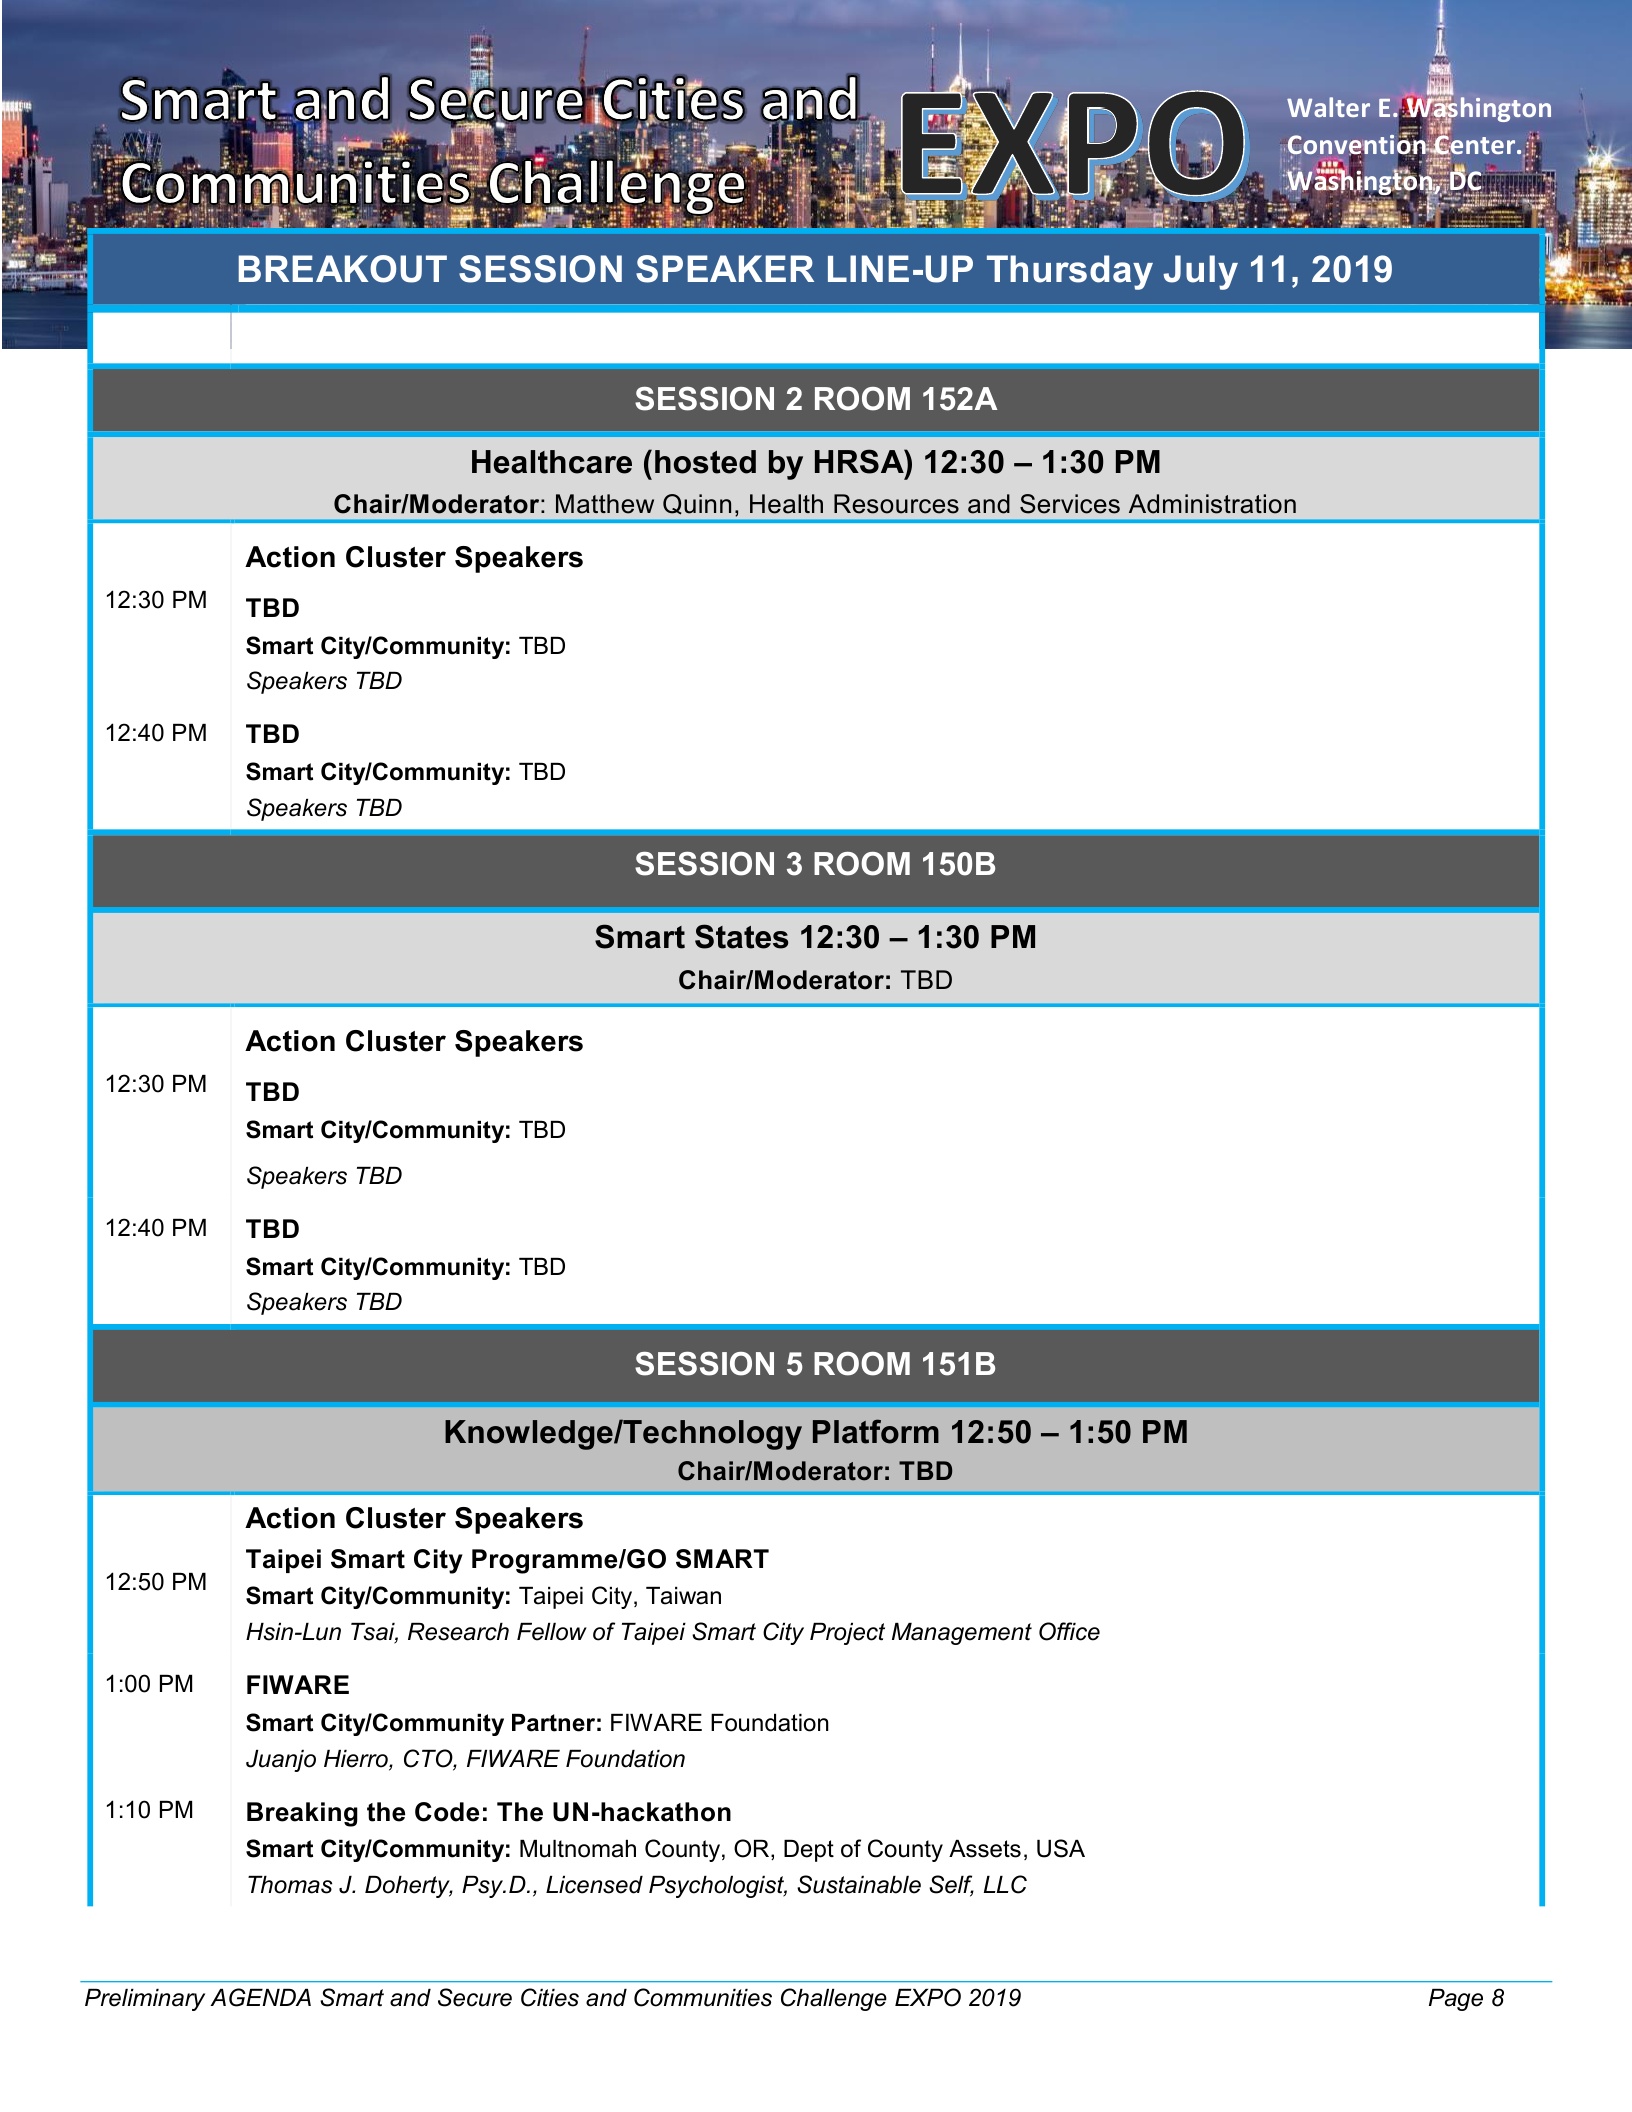 Smart and Secure Cities and
Communities Challenge
EXPO
Walter E. Washington
Convention Center.
Washington, DC
BREAKOUT SESSION SPEAKER LINE-UP Thursday July 11, 2019
SESSION 2 ROOM 152A
Healthcare (hosted by HRSA) 12:30 – 1:30 PM
Chair/Moderator: Matthew Quinn, Health Resources and Services Administration
Action Cluster Speakers
12:30 PM
TBD
Smart City/Community: TBD
Speakers TBD
12:40 PM
TBD
Smart City/Community: TBD
Speakers TBD
SESSION 3 ROOM 150B
Smart States 12:30 – 1:30 PM
Chair/Moderator: TBD
Action Cluster Speakers
12:30 PM
TBD
Smart City/Community: TBD
Speakers TBD
12:40 PM
TBD
Smart City/Community: TBD
Speakers TBD
SESSION 5 ROOM 151B
Knowledge/Technology Platform 12:50 – 1:50 PM
Chair/Moderator: TBD
Action Cluster Speakers
Taipei Smart City Programme/GO SMART
12:50 PM
Smart City/Community: Taipei City, Taiwan
Hsin-Lun Tsai, Research Fellow of Taipei Smart City Project Management Office
1:00 PM
FIWARE
Smart City/Community Partner: FIWARE Foundation
Juanjo Hierro, CTO, FIWARE Foundation
1:10 PM
Breaking the Code: The UN-hackathon
Smart City/Community: Multnomah County, OR, Dept of County Assets, USA
Thomas J. Doherty, Psy.D., Licensed Psychologist, Sustainable Self, LLC
Preliminary AGENDA Smart and Secure Cities and Communities Challenge EXPO 2019
Page 8